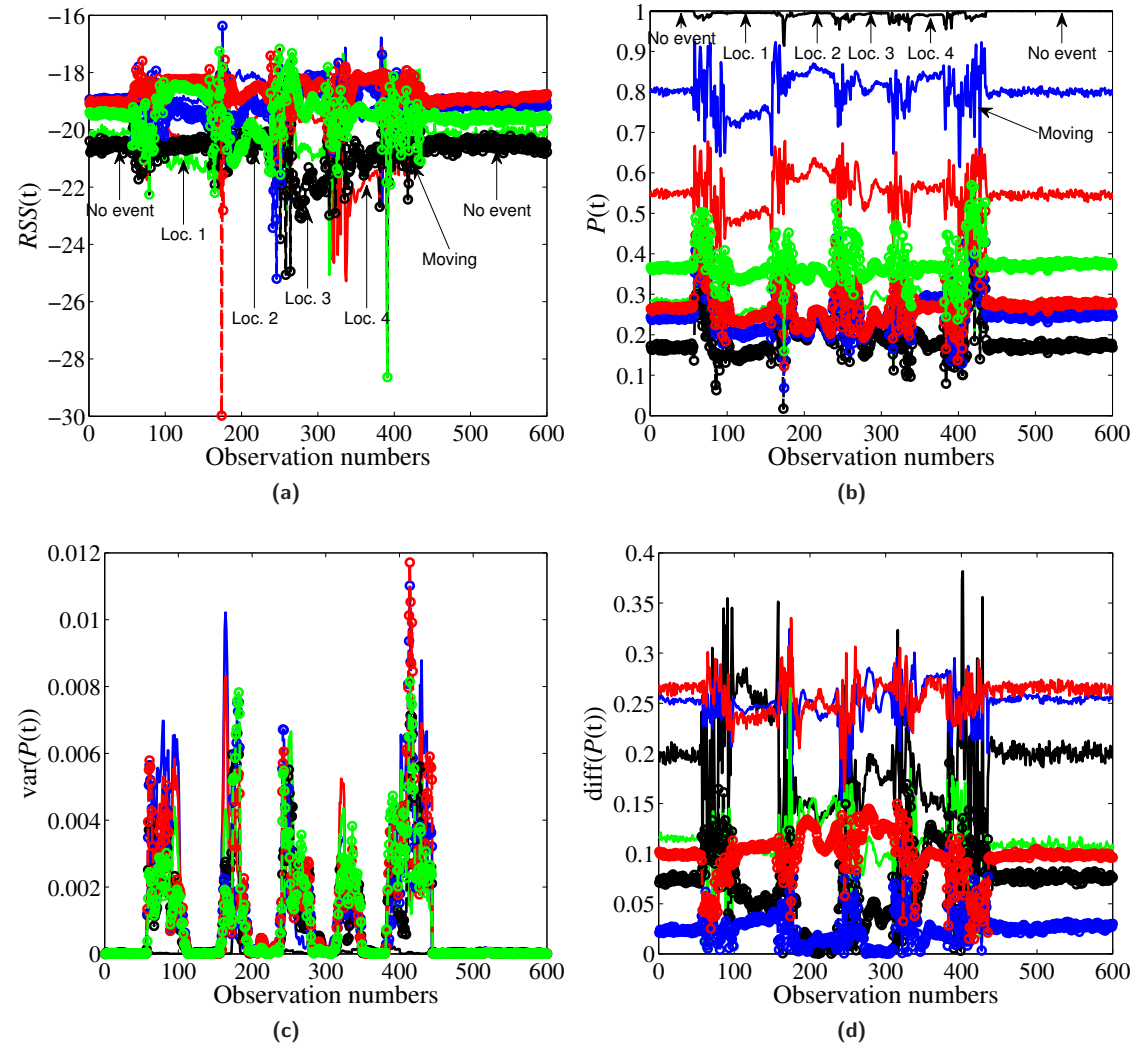 −16
−18
−20
−22
−24
−26
−28
−30
RSS(t)
No event
Loc. 1
Loc. 2
Loc. 3
Loc. 4
Moving
No event
0 100 200 300 400 500 600
Observation numbers
(a)
1
0.9
0.8
0.7
0.6
0.5
0.4
0.3
0.2
0.1
0
P(t)
No event
Loc. 1
Loc. 2
Loc. 3
Loc. 4
No event
Moving
0 100 200 300 400 500 600
Observation numbers
(b)
0.012
0.01
0.008
0.006
0.004
0.002
0
var(P(t))
0 100 200 300 400 500 600
Observation numbers
(c)
0.4
0.35
0.3
0.25
0.2
0.15
0.1
0.05
0
diff(P(t))
0 100 200 300 400 500 600
Observation numbers
(d)